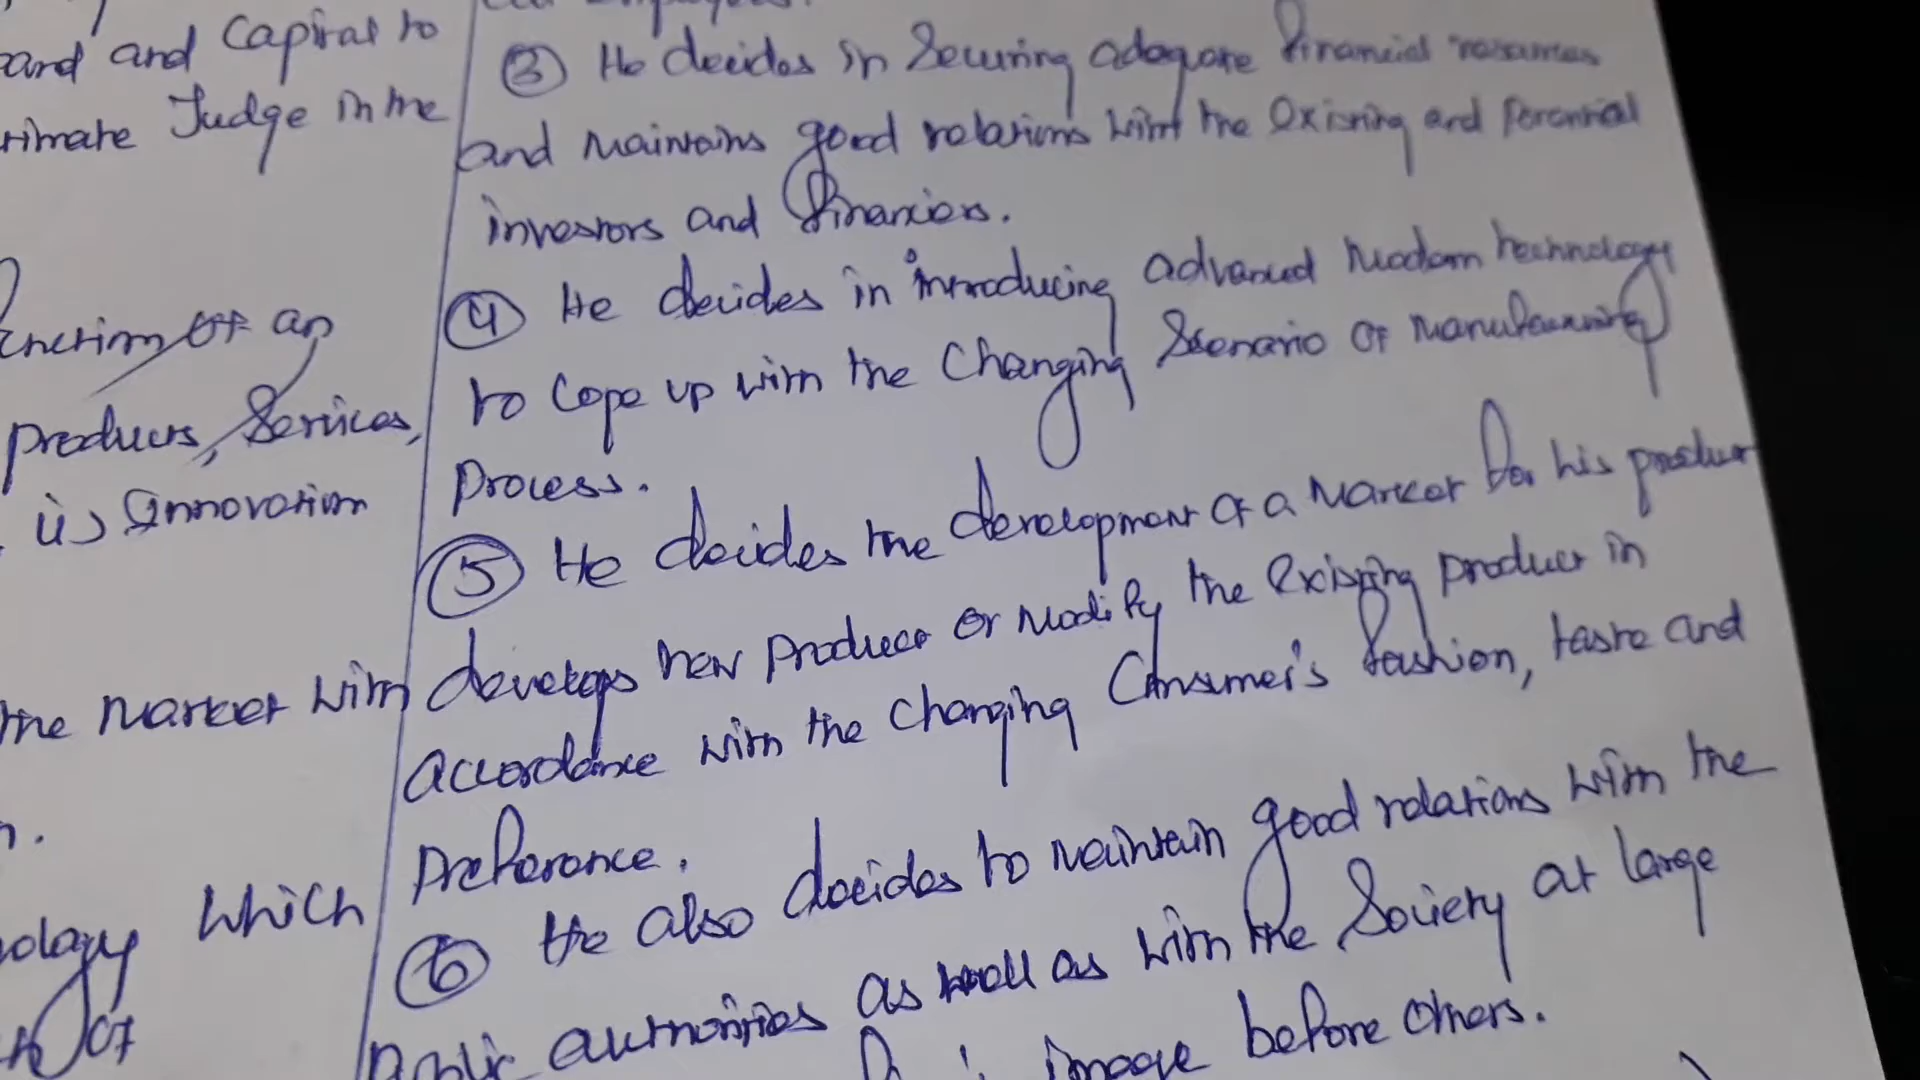 and and Capital to
timate Judge in the
an
products, Services,
is Innovation
the Market with
which
③ He decides in Securing adequate financial resources
and maintains good relations with the existing and potential
investors and financiers.
④ He decides in introducing advanced modern technology
to Cope up with the Changing Scenario of manufacturing
process.
⑤ He decides the development of a market for his product
develops new product or modify the existing product in
accordance with the changing Consumer's fashion, taste and
preference.
⑥ He also decides to maintain good relations with the
public authorities as well as with the Society at large
image before others.